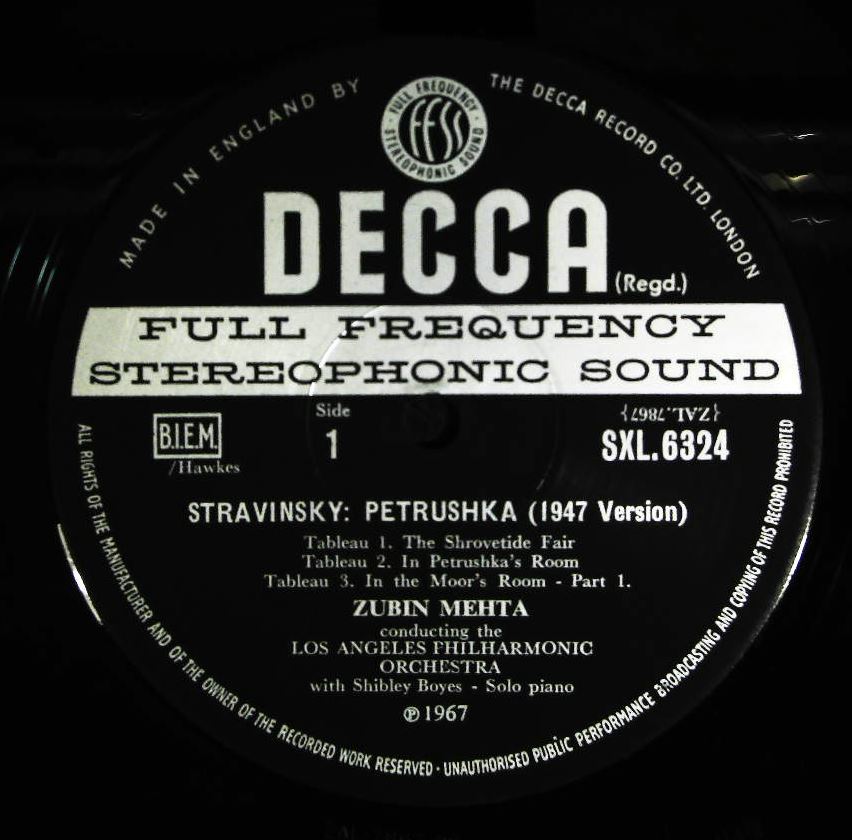 MADE IN ENGLAND BY
THE DECCA RECORD CO. LTD. LONDON
FULL FREQUENCY
FFSS
STEREOPHONIC SOUND
DECCA
(Regd.)
FULL FREQUENCY
STEREOPHONIC SOUND
B.I.E.M.
/Hawkes
Side
1
{ZAL.7867}
SXL.6324
STRAVINSKY: PETRUSHKA (1947 Version)
Tableau 1. The Shrovetide Fair
Tableau 2. In Petrushka's Room
Tableau 3. In the Moor's Room - Part 1.
ZUBIN MEHTA
conducting the
LOS ANGELES PHILHARMONIC
ORCHESTRA
with Shibley Boyes - Solo piano
℗ 1967
ALL RIGHTS OF THE MANUFACTURER AND OF THE OWNER OF THE RECORDED WORK RESERVED · UNAUTHORISED PUBLIC PERFORMANCE BROADCASTING AND COPYING OF THIS RECORD PROHIBITED